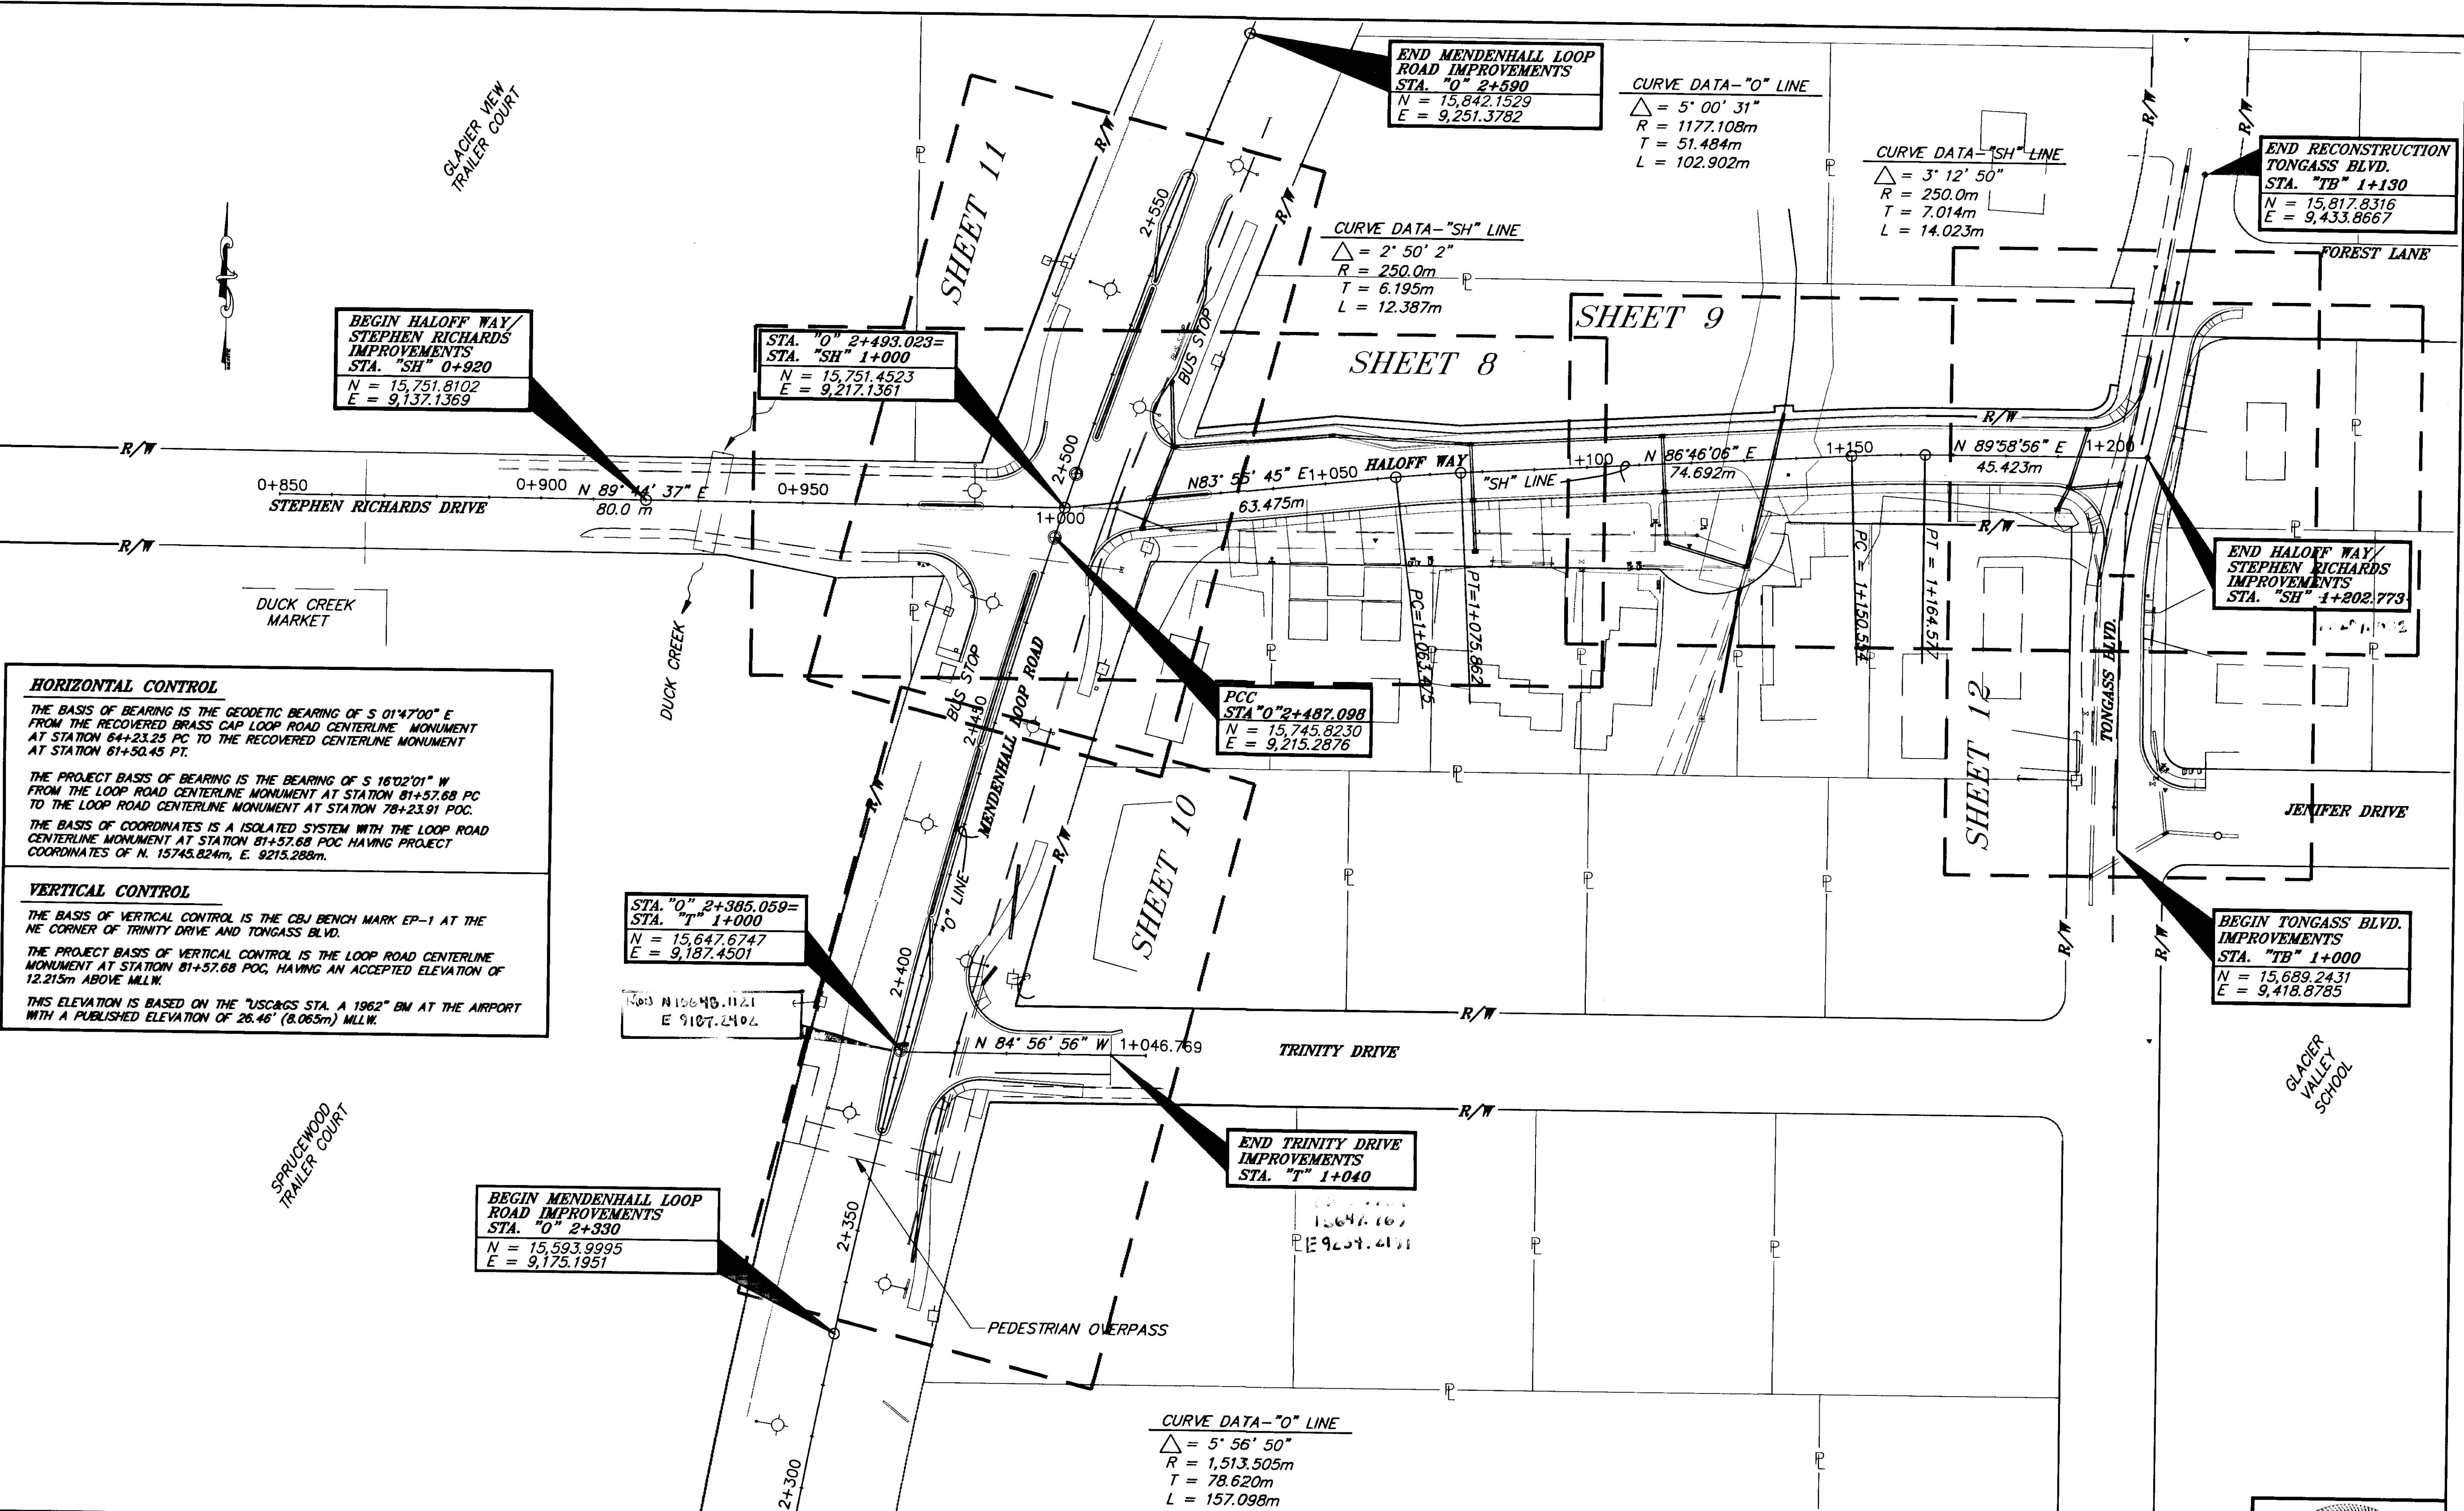 END MENDENHALL LOOP
ROAD IMPROVEMENTS
STA. "O" 2+590
N = 15,842.1529
E = 9,251.3782
CURVE DATA-"O" LINE
△ = 5° 00' 31"
R = 1177.108m
T = 51.484m
L = 102.902m
CURVE DATA-"SH" LINE
△ = 3° 12' 50"
R = 250.0m
T = 7.014m
L = 14.023m
END RECONSTRUCTION
TONGASS BLVD.
STA. "TB" 1+130
N = 15,817.8316
E = 9,433.8667
FOREST LANE
GLACIER VIEW
TRAILER COURT
SHEET 11
R/W
R/W
R/W
R/W
2+550
BUS STOP
CURVE DATA-"SH" LINE
△ = 2° 50' 2"
R = 250.0m
T = 6.195m
L = 12.387m
SHEET 9
SHEET 8
BEGIN HALOFF WAY/
STEPHEN RICHARDS
IMPROVEMENTS
STA. "SH" 0+920
N = 15,751.8102
E = 9,137.1369
STA. "O" 2+493.023=
STA. "SH" 1+000
N = 15,751.4523
E = 9,217.1361
R/W
R/W
0+850
0+900
N 89° 44' 37" E
80.0 m
0+950
1+000
2+500
STEPHEN RICHARDS DRIVE
N83° 55' 45" E
63.475m
1+050
HALOFF WAY
"SH" LINE
1+100
N 86°46'06" E
74.692m
1+150
N 89°58'56" E
45.423m
1+200
R/W
R/W
PC=1+063.475
PT=1+075.862
PC = 1+150.554
PT = 1+164.577
END HALOFF WAY/
STEPHEN RICHARDS
IMPROVEMENTS
STA. "SH" 1+202.773
DUCK CREEK
MARKET
DUCK CREEK
BUS STOP
2+450
MENDENHALL LOOP ROAD
PCC
STA"O"2+487.098
N = 15,745.8230
E = 9,215.2876
SHEET 12
TONGASS BLVD.
JENIFER DRIVE
HORIZONTAL CONTROL
THE BASIS OF BEARING IS THE GEODETIC BEARING OF S 01°47'00" E
FROM THE RECOVERED BRASS CAP LOOP ROAD CENTERLINE MONUMENT
AT STATION 64+23.25 PC TO THE RECOVERED CENTERLINE MONUMENT
AT STATION 61+50.45 PT.
THE PROJECT BASIS OF BEARING IS THE BEARING OF S 16°02'01" W
FROM THE LOOP ROAD CENTERLINE MONUMENT AT STATION 81+57.68 PC
TO THE LOOP ROAD CENTERLINE MONUMENT AT STATION 78+23.91 POC.
THE BASIS OF COORDINATES IS A ISOLATED SYSTEM WITH THE LOOP ROAD
CENTERLINE MONUMENT AT STATION 81+57.68 POC HAVING PROJECT
COORDINATES OF N. 15745.824m, E. 9215.288m.
VERTICAL CONTROL
THE BASIS OF VERTICAL CONTROL IS THE CBJ BENCH MARK EP-1 AT THE
NE CORNER OF TRINITY DRIVE AND TONGASS BLVD.
THE PROJECT BASIS OF VERTICAL CONTROL IS THE LOOP ROAD CENTERLINE
MONUMENT AT STATION 81+57.68 POC, HAVING AN ACCEPTED ELEVATION OF
12.215m ABOVE MLLW.
THIS ELEVATION IS BASED ON THE "USC&GS STA. A 1962" BM AT THE AIRPORT
WITH A PUBLISHED ELEVATION OF 26.46' (8.065m) MLLW.
R/W
R/W
SHEET 10
"O" LINE
2+400
STA. "O" 2+385.059=
STA. "T" 1+000
N = 15,647.6747
E = 9,187.4501
MON N15648.1121
E 9187.2402
R/W
R/W
R/W
N 84° 56' 56" W
1+046.769
TRINITY DRIVE
R/W
BEGIN TONGASS BLVD.
IMPROVEMENTS
STA. "TB" 1+000
N = 15,689.2431
E = 9,418.8785
GLACIER
VALLEY
SCHOOL
SPRUCEWOOD
TRAILER COURT
END TRINITY DRIVE
IMPROVEMENTS
STA. "T" 1+040
BEGIN MENDENHALL LOOP
ROAD IMPROVEMENTS
STA. "O" 2+330
N = 15,593.9995
E = 9,175.1951
2+350
PEDESTRIAN OVERPASS
2+300
CURVE DATA-"O" LINE
△ = 5° 56' 50"
R = 1,513.505m
T = 78.620m
L = 157.098m